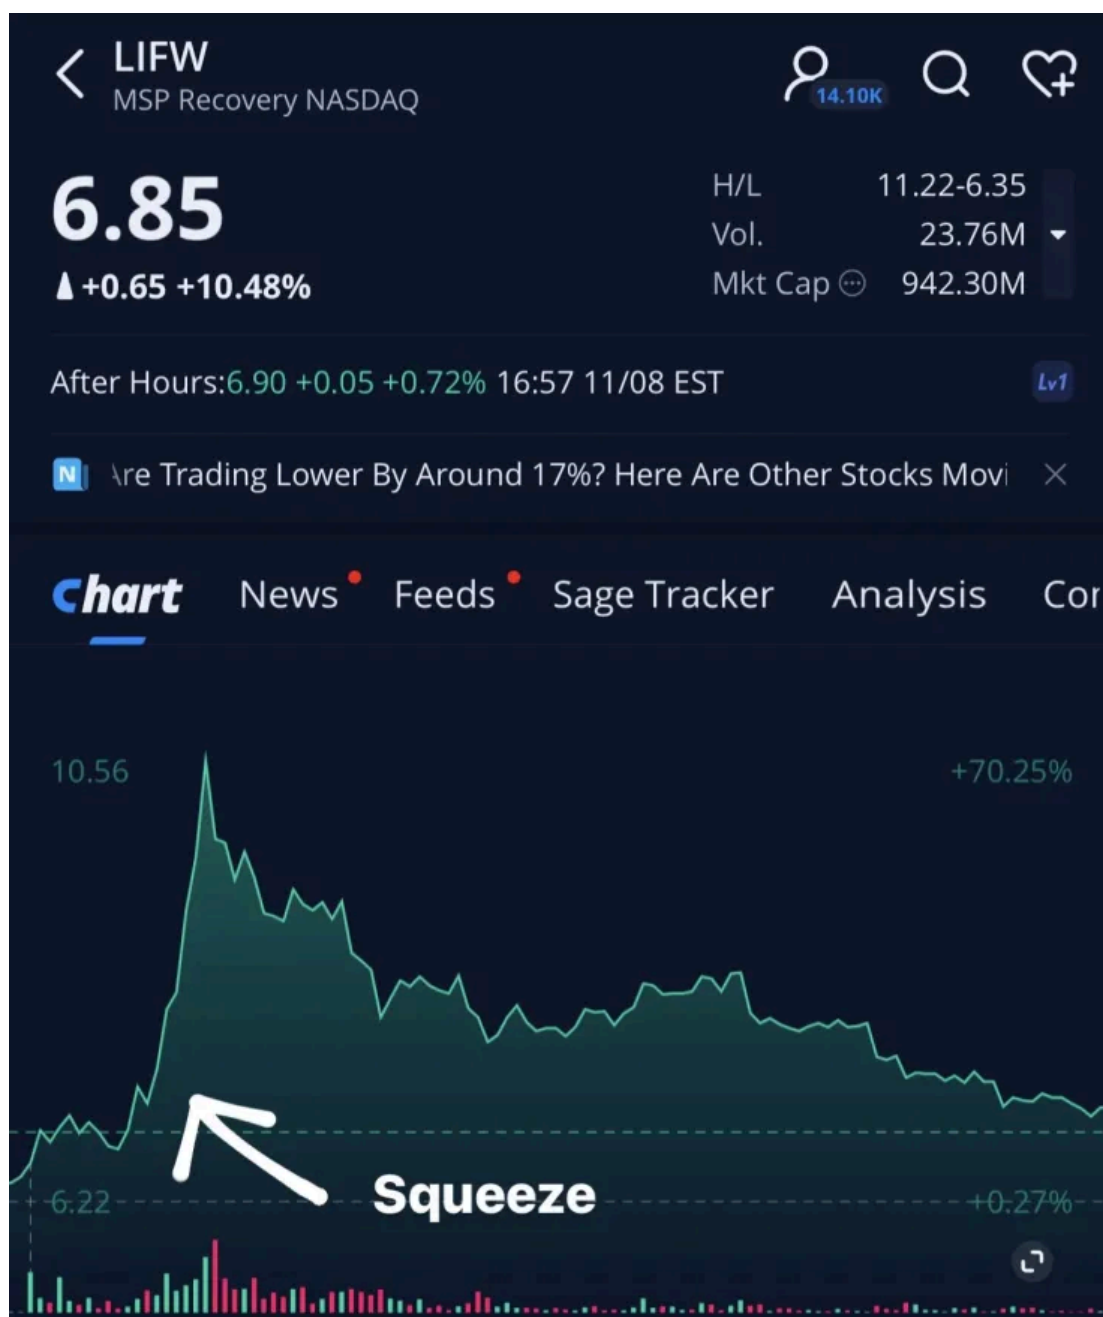 LIFW
MSP Recovery NASDAQ
14.10K
6.85
+0.65 +10.48%
H/L 11.22-6.35
Vol. 23.76M
Mkt Cap 942.30M
After Hours:6.90 +0.05 +0.72% 16:57 11/08 EST
Lv1
N
Are Trading Lower By Around 17%? Here Are Other Stocks Movi
Chart News Feeds Sage Tracker Analysis Cor
10.56 +70.25%
Squeeze
6.22 +0.27%